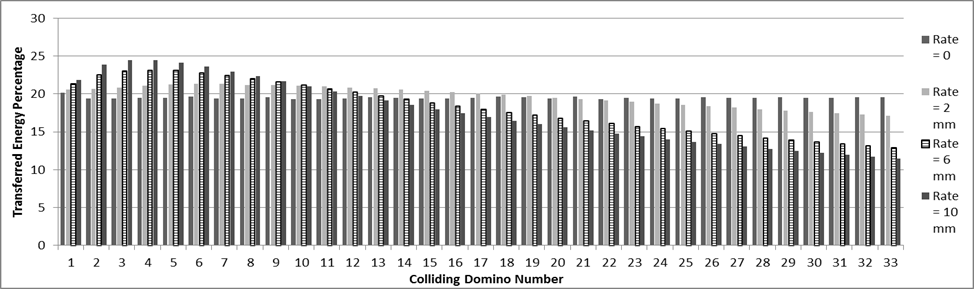 30
25
20
15
10
5
0
Transferred Energy Percentage
1 2 3 4 5 6 7 8 9 10 11 12 13 14 15 16 17 18 19 20 21 22 23 24 25 26 27 28 29 30 31 32 33
Colliding Domino Number
Rate
= 0
Rate
= 2
mm
Rate
= 6
mm
Rate
= 10
mm